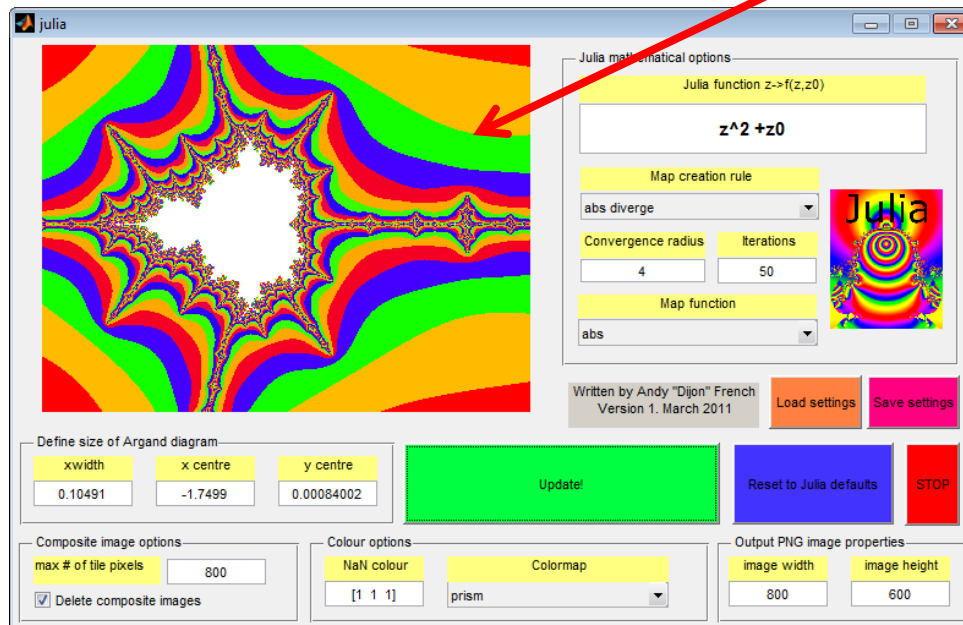 julia
Julia mathematical options
Julia function z->f(z,z0)
z^2 +z0
Map creation rule
abs diverge
Convergence radius
Iterations
4
50
Map function
abs
Julia
Written by Andy "Dijon" French
Version 1. March 2011
Load settings
Save settings
Define size of Argand diagram
xwidth
x centre
y centre
0.10491
-1.7499
0.00084002
Update!
Reset to Julia defaults
STOP
Composite image options
max # of tile pixels
800
Delete composite images
Colour options
NaN colour
Colormap
[1 1 1]
prism
Output PNG image properties
image width
image height
800
600